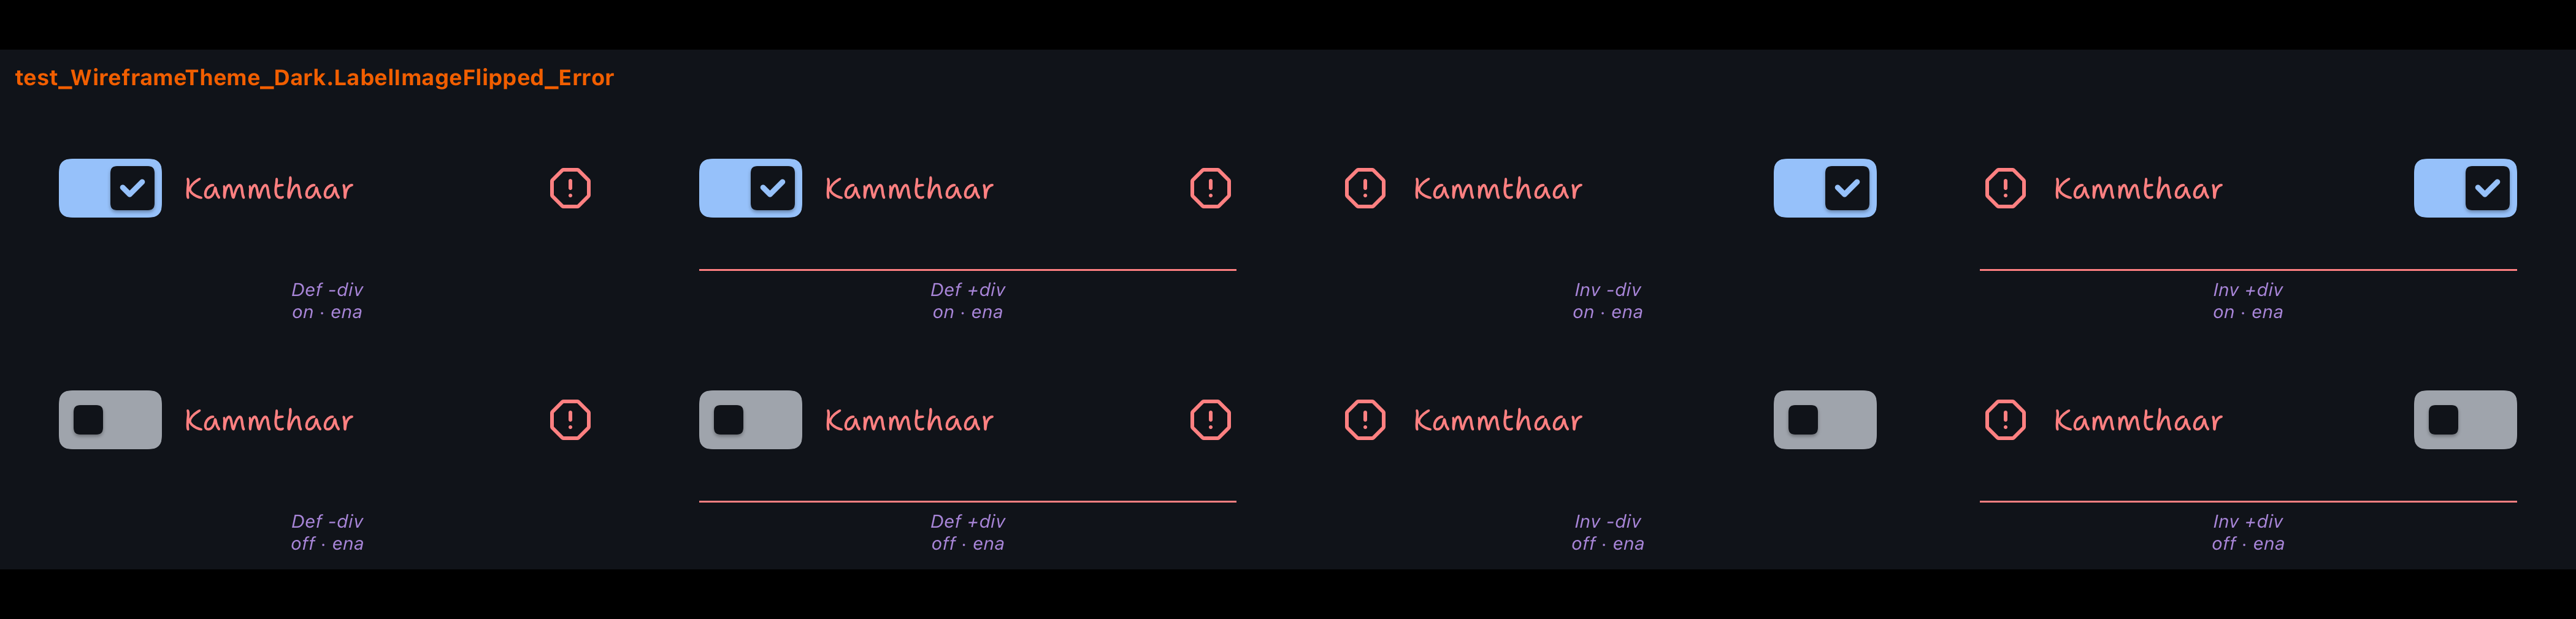 test_WireframeTheme_Dark.LabelImageFlipped_Error
Kammthaar
Kammthaar
Kammthaar
Kammthaar
Def -div
on · ena
Def +div
on · ena
Inv -div
on · ena
Inv +div
on · ena
Kammthaar
Kammthaar
Kammthaar
Kammthaar
Def -div
off · ena
Def +div
off · ena
Inv -div
off · ena
Inv +div
off · ena